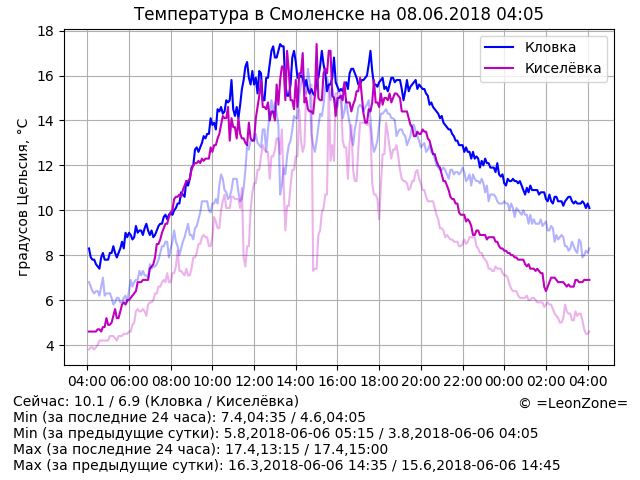 Температура в Смоленске на 08.06.2018 04:05
18
16
14
12
10
8
6
4
градусов Цельсия, °C
Кловка
Киселёвка
04:00 06:00 08:00 10:00 12:00 14:00 16:00 18:00 20:00 22:00 00:00 02:00 04:00
Сейчас: 10.1 / 6.9 (Кловка / Киселёвка)
© =LeonZone=
Min (за последние 24 часа): 7.4,04:35 / 4.6,04:05
Min (за предыдущие сутки): 5.8,2018-06-06 05:15 / 3.8,2018-06-06 04:05
Max (за последние 24 часа): 17.4,13:15 / 17.4,15:00
Max (за предыдущие сутки): 16.3,2018-06-06 14:35 / 15.6,2018-06-06 14:45